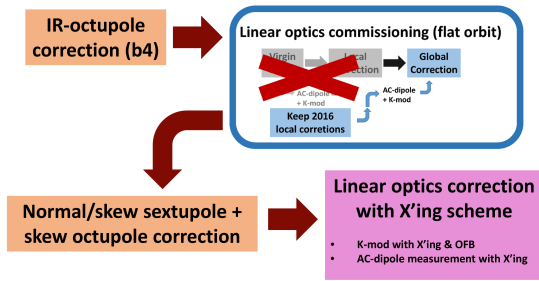 IR-octupole
correction (b4)
Linear optics commissioning (flat orbit)
Virgin
Local
Correction
Global
Correction
AC-dipole
+ K-mod
AC-dipole
+ K-mod
Keep 2016
local corretions
Normal/skew sextupole +
skew octupole correction
Linear optics correction
with X’ing scheme
• K-mod with X’ing & OFB
• AC-dipole measurement with X’ing